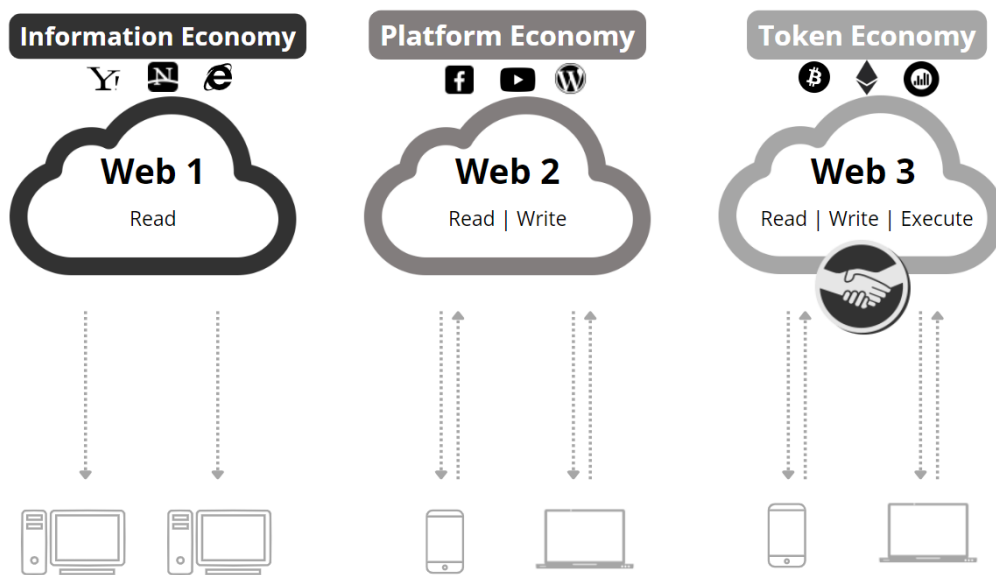 Information Economy
Platform Economy
Token Economy
Y!
N
e
f
Web 1
Web 2
Web 3
Read
Read | Write
Read | Write | Execute